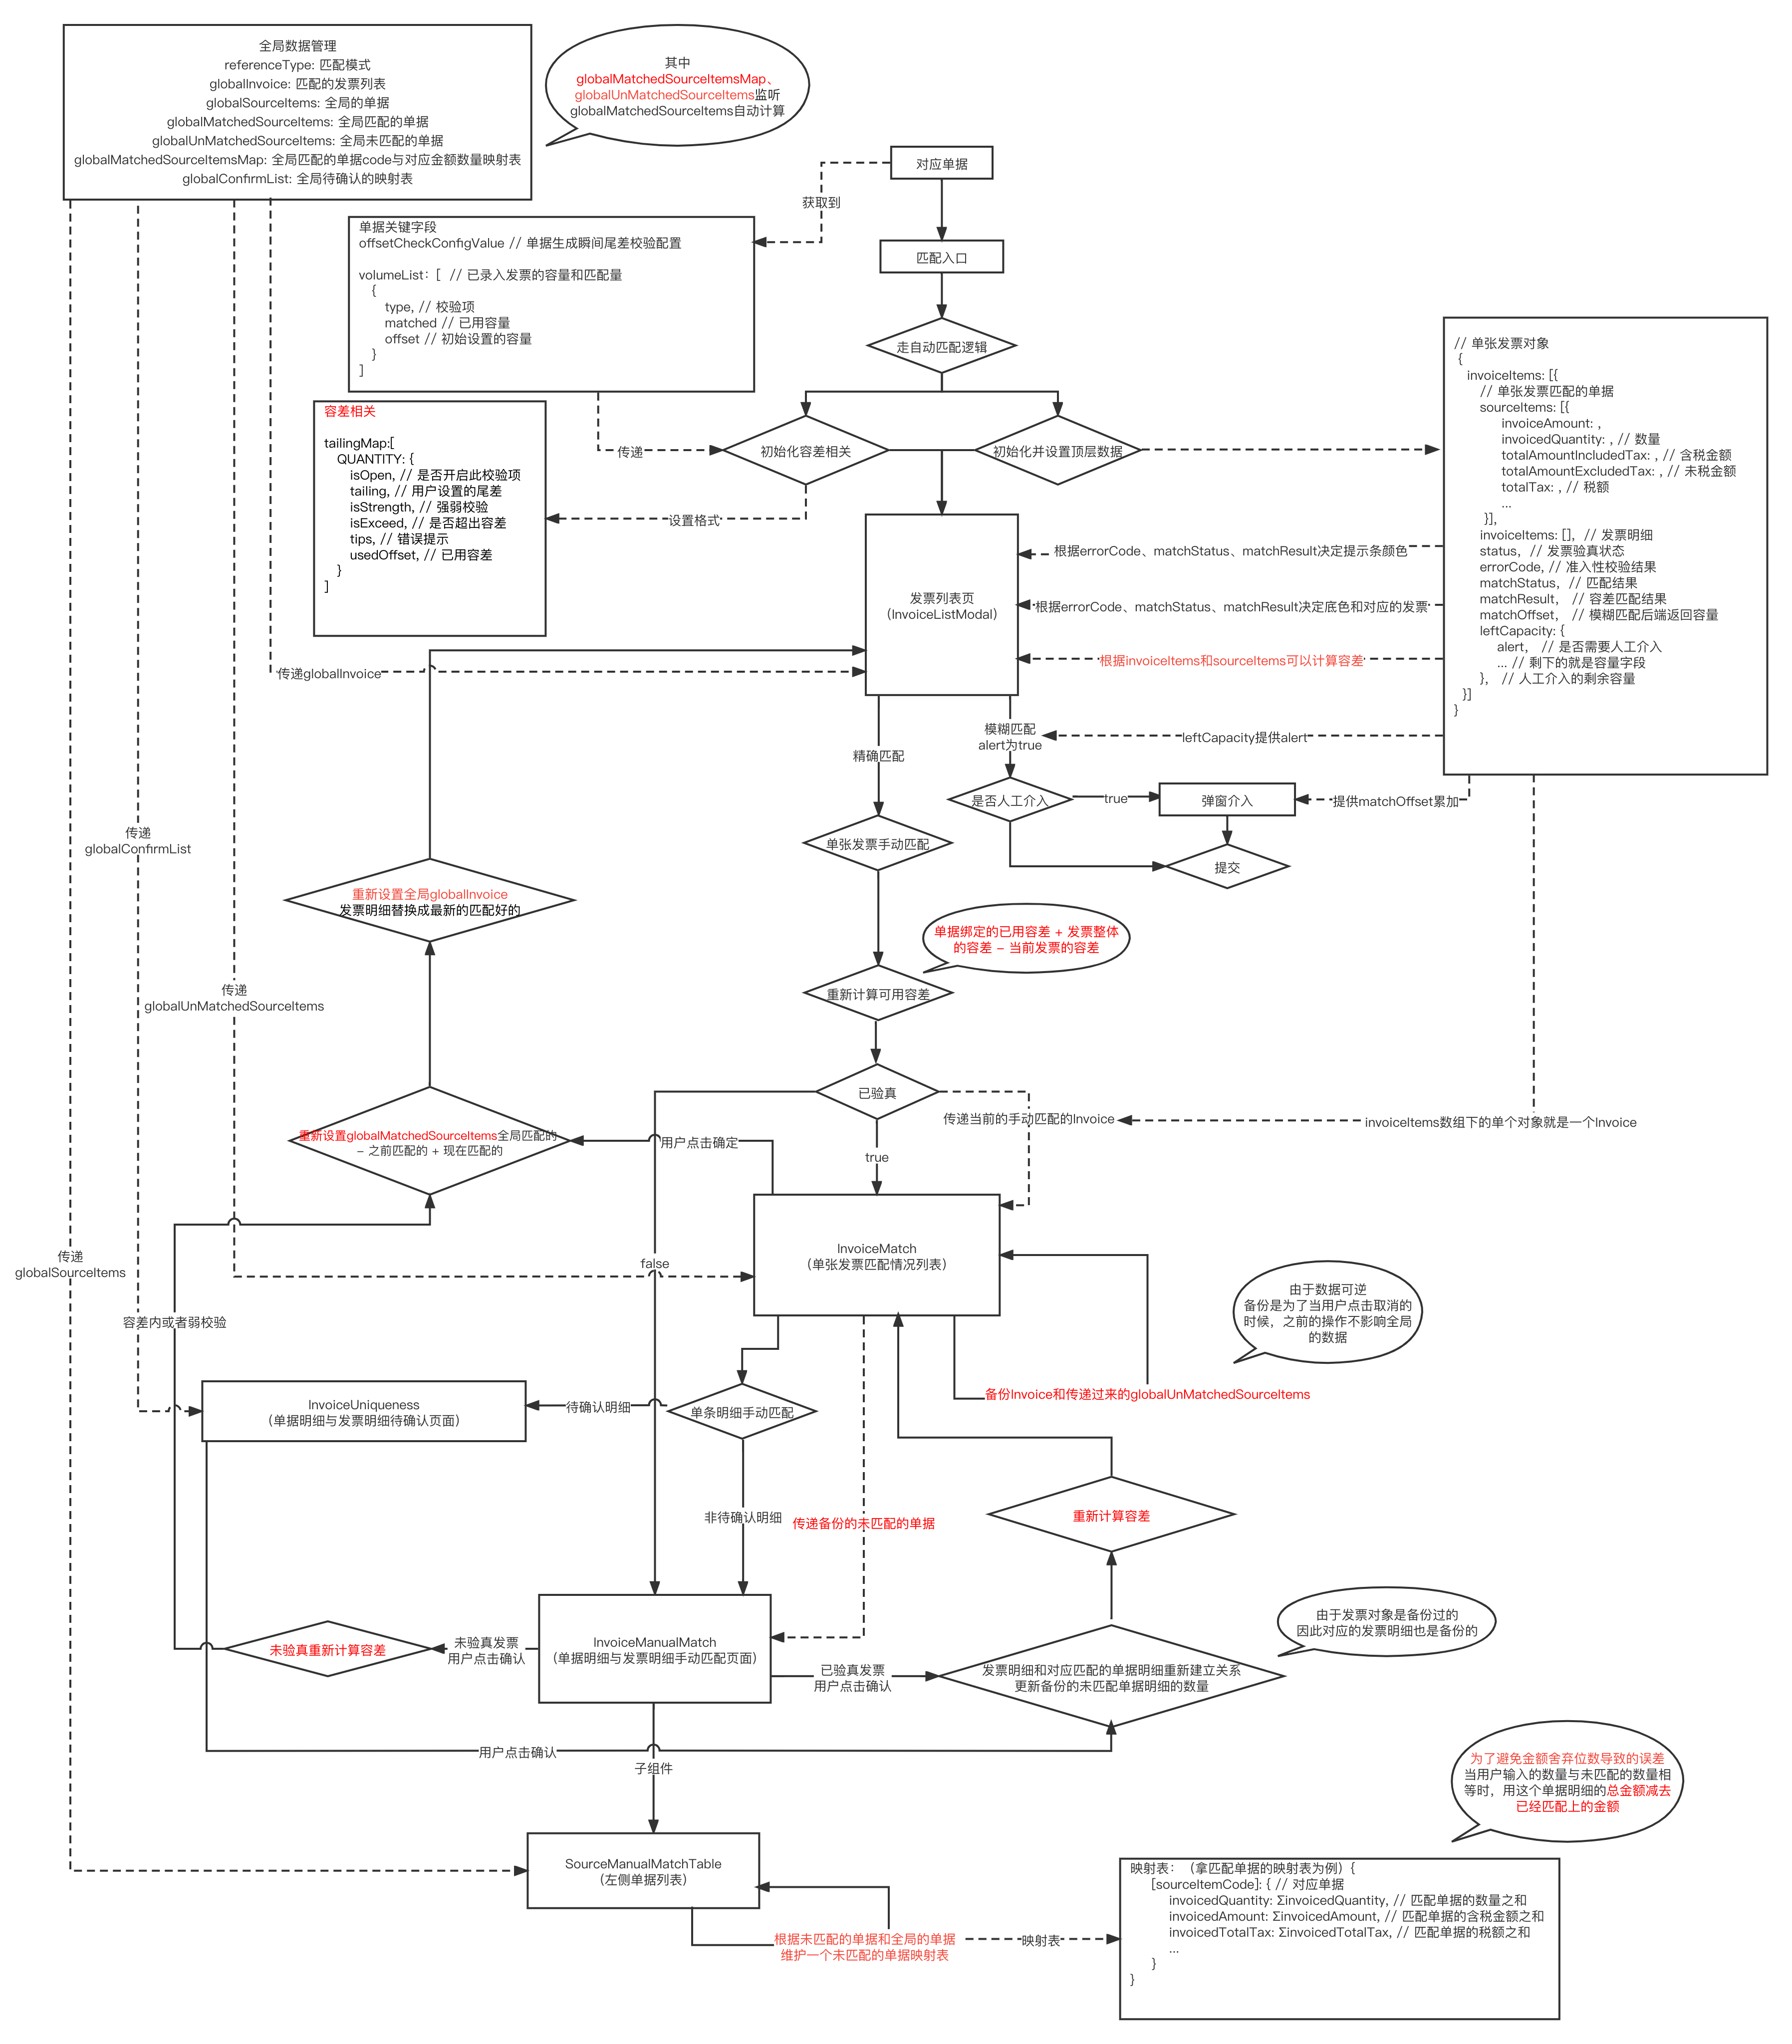 全局数据管理
referenceType: 匹配模式
globalInvoice: 匹配的发票列表
globalSourceItems: 全局的单据
globalMatchedSourceItems: 全局匹配的单据
globalUnMatchedSourceItems: 全局未匹配的单据
globalMatchedSourceItemsMap: 全局匹配的单据code与对应金额数量映射表
globalConfirmList: 全局待确认的映射表
其中
globalMatchedSourceItemsMap、
globalUnMatchedSourceItems监听
globalMatchedSourceItems自动计算
对应单据
获取到
单据关键字段
offsetCheckConfigValue // 单据生成瞬间尾差校验配置
volumeList: [ // 已录入发票的容量和匹配量
{
type, // 校验项
matched // 已用容量
offset // 初始设置的容量
}
]
匹配入口
走自动匹配逻辑
容差相关
tailingMap:[
QUANTITY: {
isOpen, // 是否开启此校验项
tailing, // 用户设置的尾差
isStrength, // 强弱校验
isExceed, // 是否超出容差
tips, // 错误提示
usedOffset, // 已用容差
}
]
传递
初始化容差相关
初始化并设置顶层数据
设置格式
// 单张发票对象
{
invoiceItems: [{
// 单张发票匹配的单据
sourceItems: [{
invoiceAmount: ,
invoicedQuantity: , // 数量
totalAmountIncludedTax: , // 含税金额
totalAmountExcludedTax: , // 未税金额
totalTax: , // 税额
...
}],
invoiceItems: [], // 发票明细
status, // 发票验真状态
errorCode, // 准入性校验结果
matchStatus, // 匹配结果
matchResult, // 容差匹配结果
matchOffset, // 模糊匹配后端返回容量
leftCapacity: {
alert, // 是否需要人工介入
... // 剩下的就是容量字段
}, // 人工介入的剩余容量
}]
}
发票列表页
（InvoiceListModal）
根据errorCode、matchStatus、matchResult决定提示条颜色
根据errorCode、matchStatus、matchResult决定底色和对应的发票
根据invoiceItems和sourceItems可以计算容差
传递globalInvoice
模糊匹配
alert为true
leftCapacity提供alert
精确匹配
是否人工介入
true
弹窗介入
提供matchOffset累加
提交
单张发票手动匹配
传递
globalConfirmList
重新设置全局globalInvoice
发票明细替换成最新的匹配好的
单据绑定的已用容差 + 发票整体
的容差 – 当前发票的容差
传递
globalUnMatchedSourceItems
重新计算可用容差
已验真
传递当前的手动匹配的Invoice
invoiceItems数组下的单个对象就是一个Invoice
重新设置globalMatchedSourceItems全局匹配的
– 之前匹配的 + 现在匹配的
用户点击确定
true
InvoiceMatch
（单张发票匹配情况列表）
传递
globalSourceItems
false
由于数据可逆
备份是为了当用户点击取消的
时候，之前的操作不影响全局
的数据
容差内或者弱校验
备份Invoice和传递过来的globalUnMatchedSourceItems
InvoiceUniqueness
（单据明细与发票明细待确认页面）
待确认明细
单条明细手动匹配
非待确认明细
传递备份的未匹配的单据
重新计算容差
由于发票对象是备份过的
因此对应的发票明细也是备份的
未验真重新计算容差
未验真发票
用户点击确认
InvoiceManualMatch
（单据明细与发票明细手动匹配页面）
已验真发票
用户点击确认
发票明细和对应匹配的单据明细重新建立关系
更新备份的未匹配单据明细的数量
用户点击确认
子组件
为了避免金额舍弃位数导致的误差
当用户输入的数量与未匹配的数量相
等时，用这个单据明细的总金额减去
已经匹配上的金额
SourceManualMatchTable
（左侧单据列表）
根据未匹配的单据和全局的单据
维护一个未匹配的单据映射表
映射表
映射表：（拿匹配单据的映射表为例）{
[sourceItemCode]: { // 对应单据
invoicedQuantity: ΣinvoicedQuantity, // 匹配单据的数量之和
invoicedAmount: ΣinvoicedAmount, // 匹配单据的含税金额之和
invoicedTotalTax: ΣinvoicedTotalTax, // 匹配单据的税额之和
...
}
}